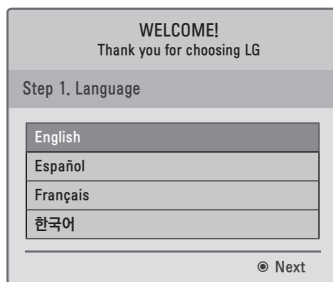 WELCOME!
Thank you for choosing LG
Step 1. Language
English
Español
Français
한국어
◉ Next